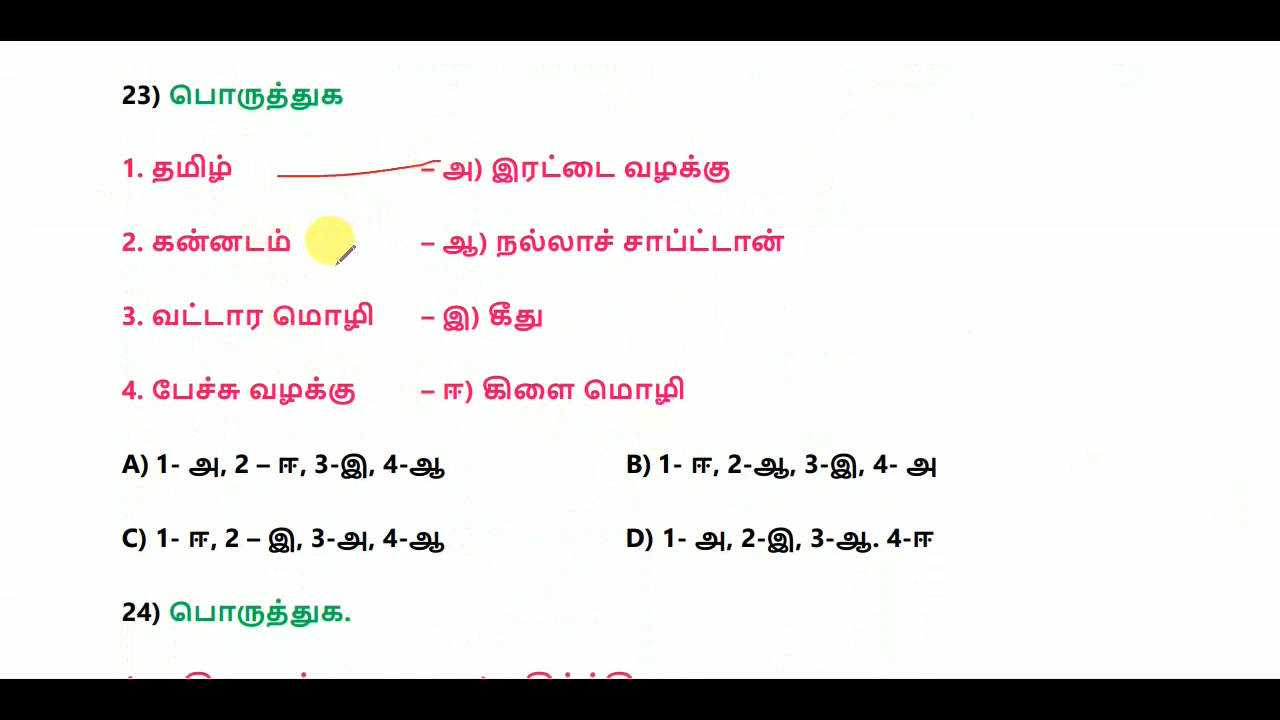 23) பொருத்துக
1. தமிழ் – அ) இரட்டை வழக்கு
2. கன்னடம் – ஆ) நல்லாச் சாப்ட்டான்
3. வட்டார மொழி – இ) கீது
4. பேச்சு வழக்கு – ஈ) கிளை மொழி
A) 1- அ, 2 – ஈ, 3-இ, 4-ஆ B) 1- ஈ, 2-ஆ, 3-இ, 4- அ
C) 1- ஈ, 2 – இ, 3-அ, 4-ஆ D) 1- அ, 2-இ, 3-ஆ. 4-ஈ
24) பொருத்துக.